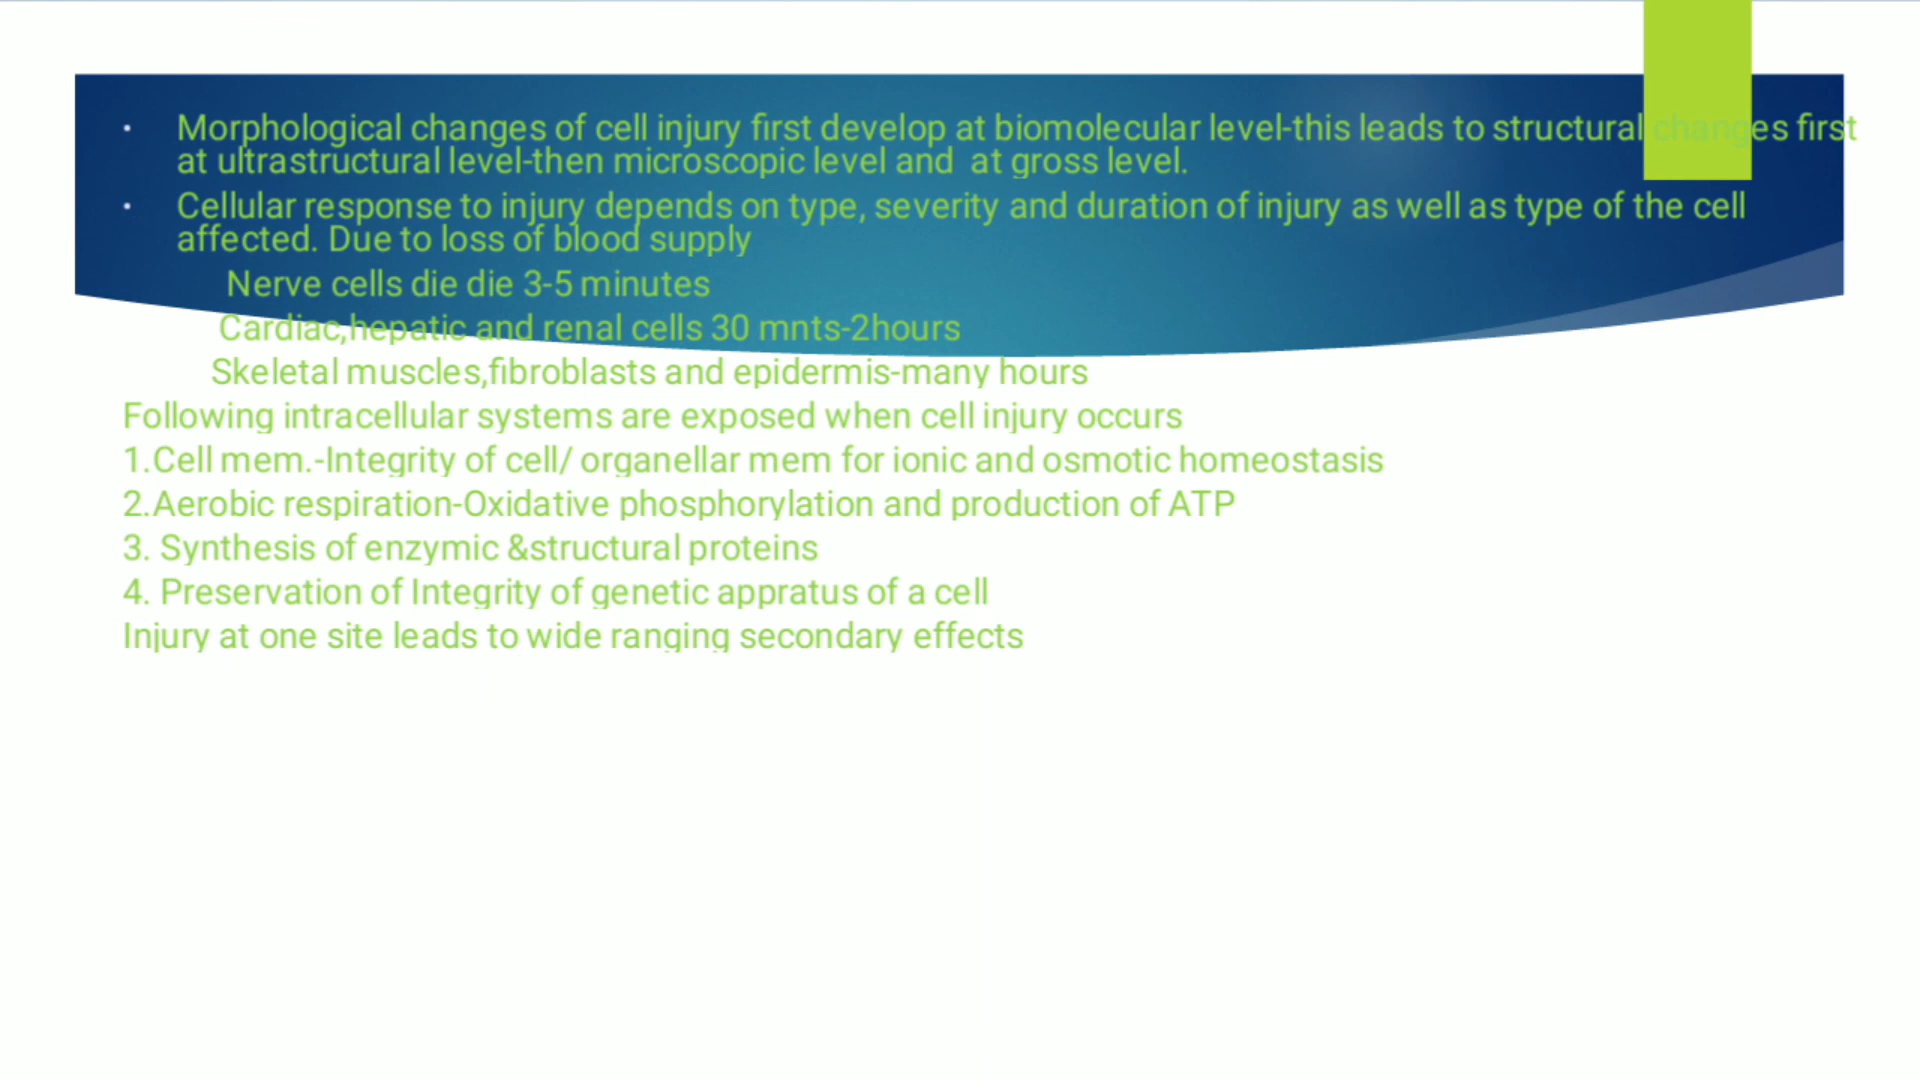 • Morphological changes of cell injury first develop at biomolecular level-this leads to structural changes first
at ultrastructural level-then microscopic level and  at gross level.
• Cellular response to injury depends on type, severity and duration of injury as well as type of the cell
affected. Due to loss of blood supply
Nerve cells die die 3-5 minutes
Cardiac,hepatic and renal cells 30 mnts-2hours
Skeletal muscles,fibroblasts and epidermis-many hours
Following intracellular systems are exposed when cell injury occurs
1.Cell mem.-Integrity of cell/ organellar mem for ionic and osmotic homeostasis
2.Aerobic respiration-Oxidative phosphorylation and production of ATP
3. Synthesis of enzymic &structural proteins
4. Preservation of Integrity of genetic appratus of a cell
Injury at one site leads to wide ranging secondary effects